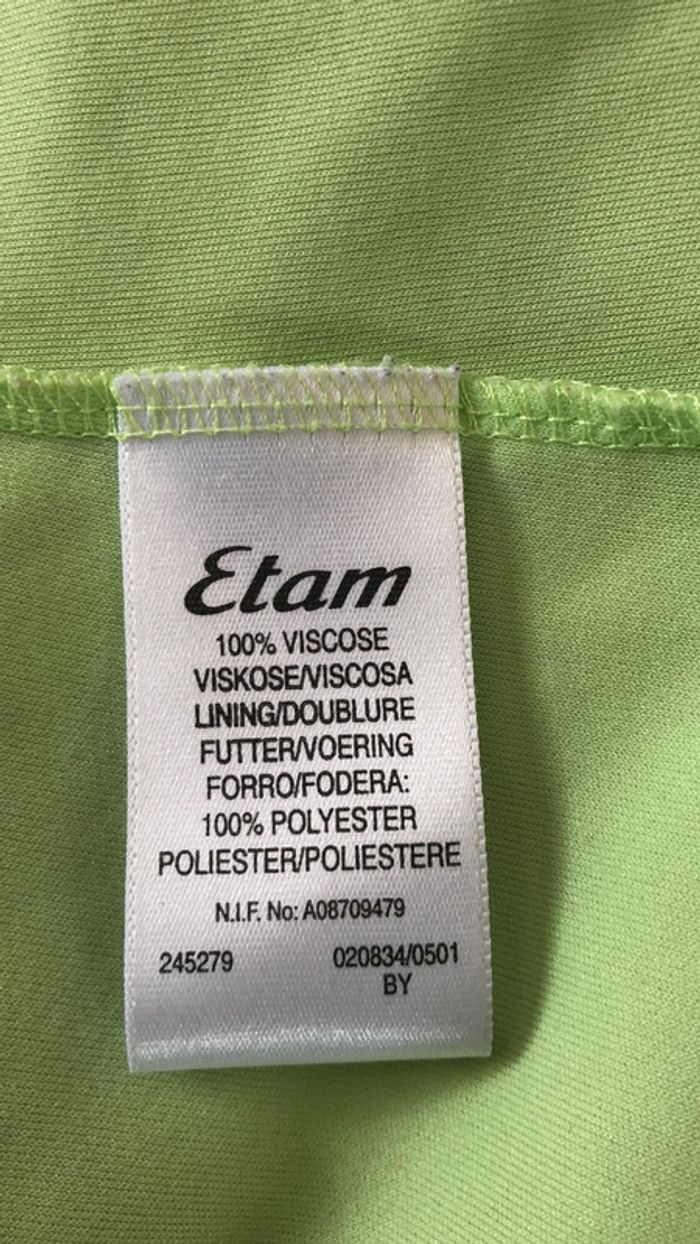 Etam
100% VISCOSE
VISKOSE/VISCOSA
LINING/DOUBLURE
FUTTER/VOERING
FORRO/FODERA:
100% POLYESTER
POLIESTER/POLIESTERE
N.I.F. No: A08709479
245279 020834/0501
BY